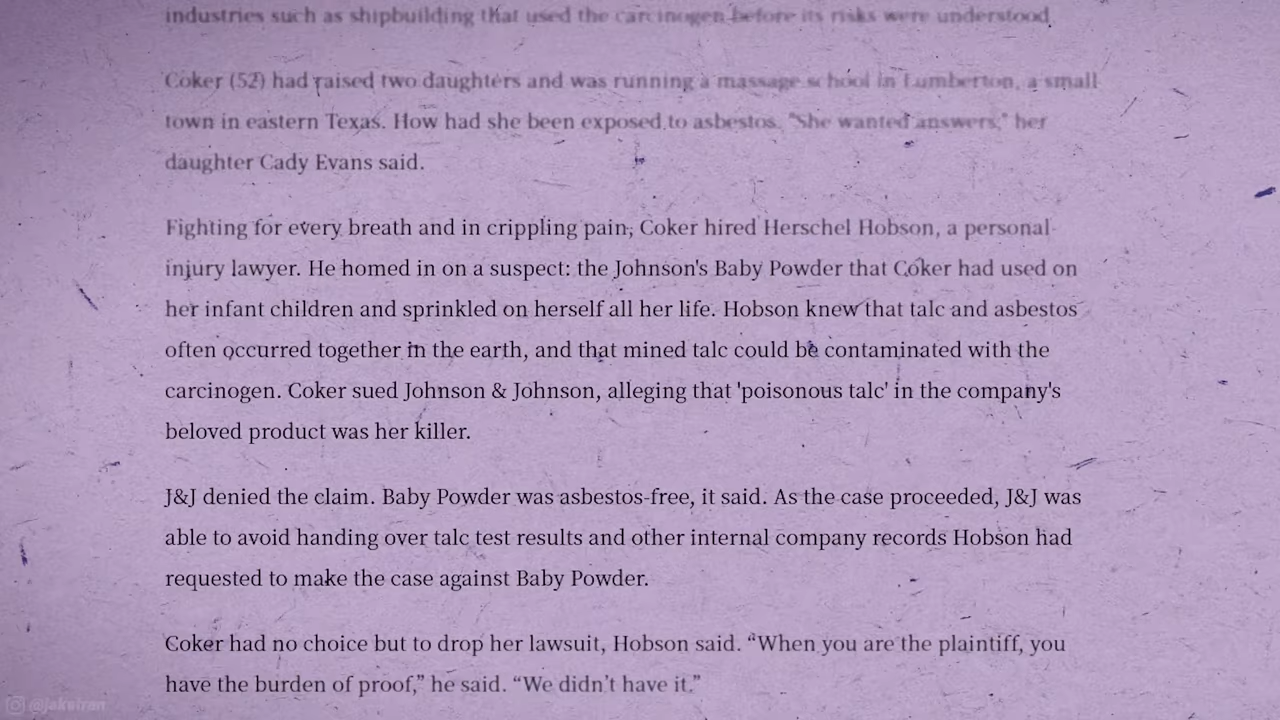 industries such as shipbuilding that used the carcinogen before its risks were understood.
Coker (52) had raised two daughters and was running a massage school in Lumberton, a small
town in eastern Texas. How had she been exposed to asbestos. "She wanted answers," her
daughter Cady Evans said.
Fighting for every breath and in crippling pain, Coker hired Herschel Hobson, a personal-
injury lawyer. He homed in on a suspect: the Johnson's Baby Powder that Coker had used on
her infant children and sprinkled on herself all her life. Hobson knew that talc and asbestos
often occurred together in the earth, and that mined talc could be contaminated with the
carcinogen. Coker sued Johnson & Johnson, alleging that 'poisonous talc' in the company's
beloved product was her killer.
J&J denied the claim. Baby Powder was asbestos-free, it said. As the case proceeded, J&J was
able to avoid handing over talc test results and other internal company records Hobson had
requested to make the case against Baby Powder.
Coker had no choice but to drop her lawsuit, Hobson said. “When you are the plaintiff, you
have the burden of proof,” he said. “We didn’t have it.”
@jaketran